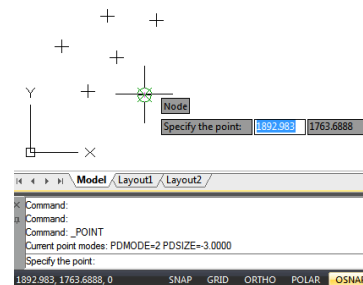 Node
Specify the point: 1892.983 1763.6888
Y
X
Model Layout1 Layout2
Command:
Command:
Command: _POINT
Current point modes: PDMODE=2 PDSIZE=-3.0000
Specify the point:
1892.983, 1763.6888, 0 SNAP GRID ORTHO POLAR OSNAP